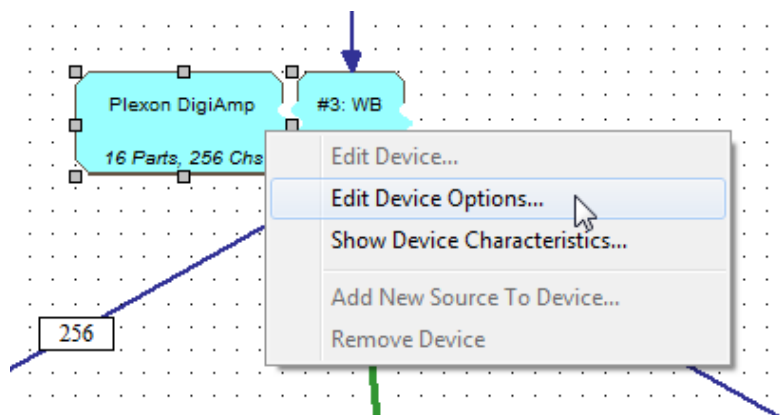 Plexon DigiAmp
16 Parts, 256 Chs
#3: WB
Edit Device...
Edit Device Options...
Show Device Characteristics...
Add New Source To Device...
Remove Device
256